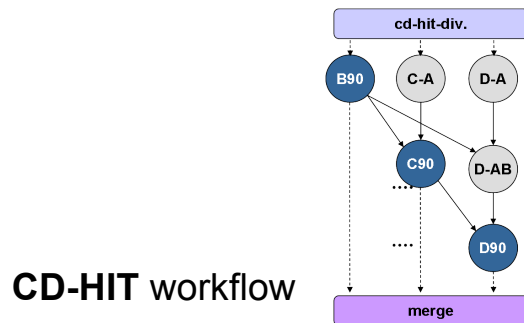 cd-hit-div.
B90 C-A D-A
C90 D-AB
....
.... D90
CD-HIT workflow
merge